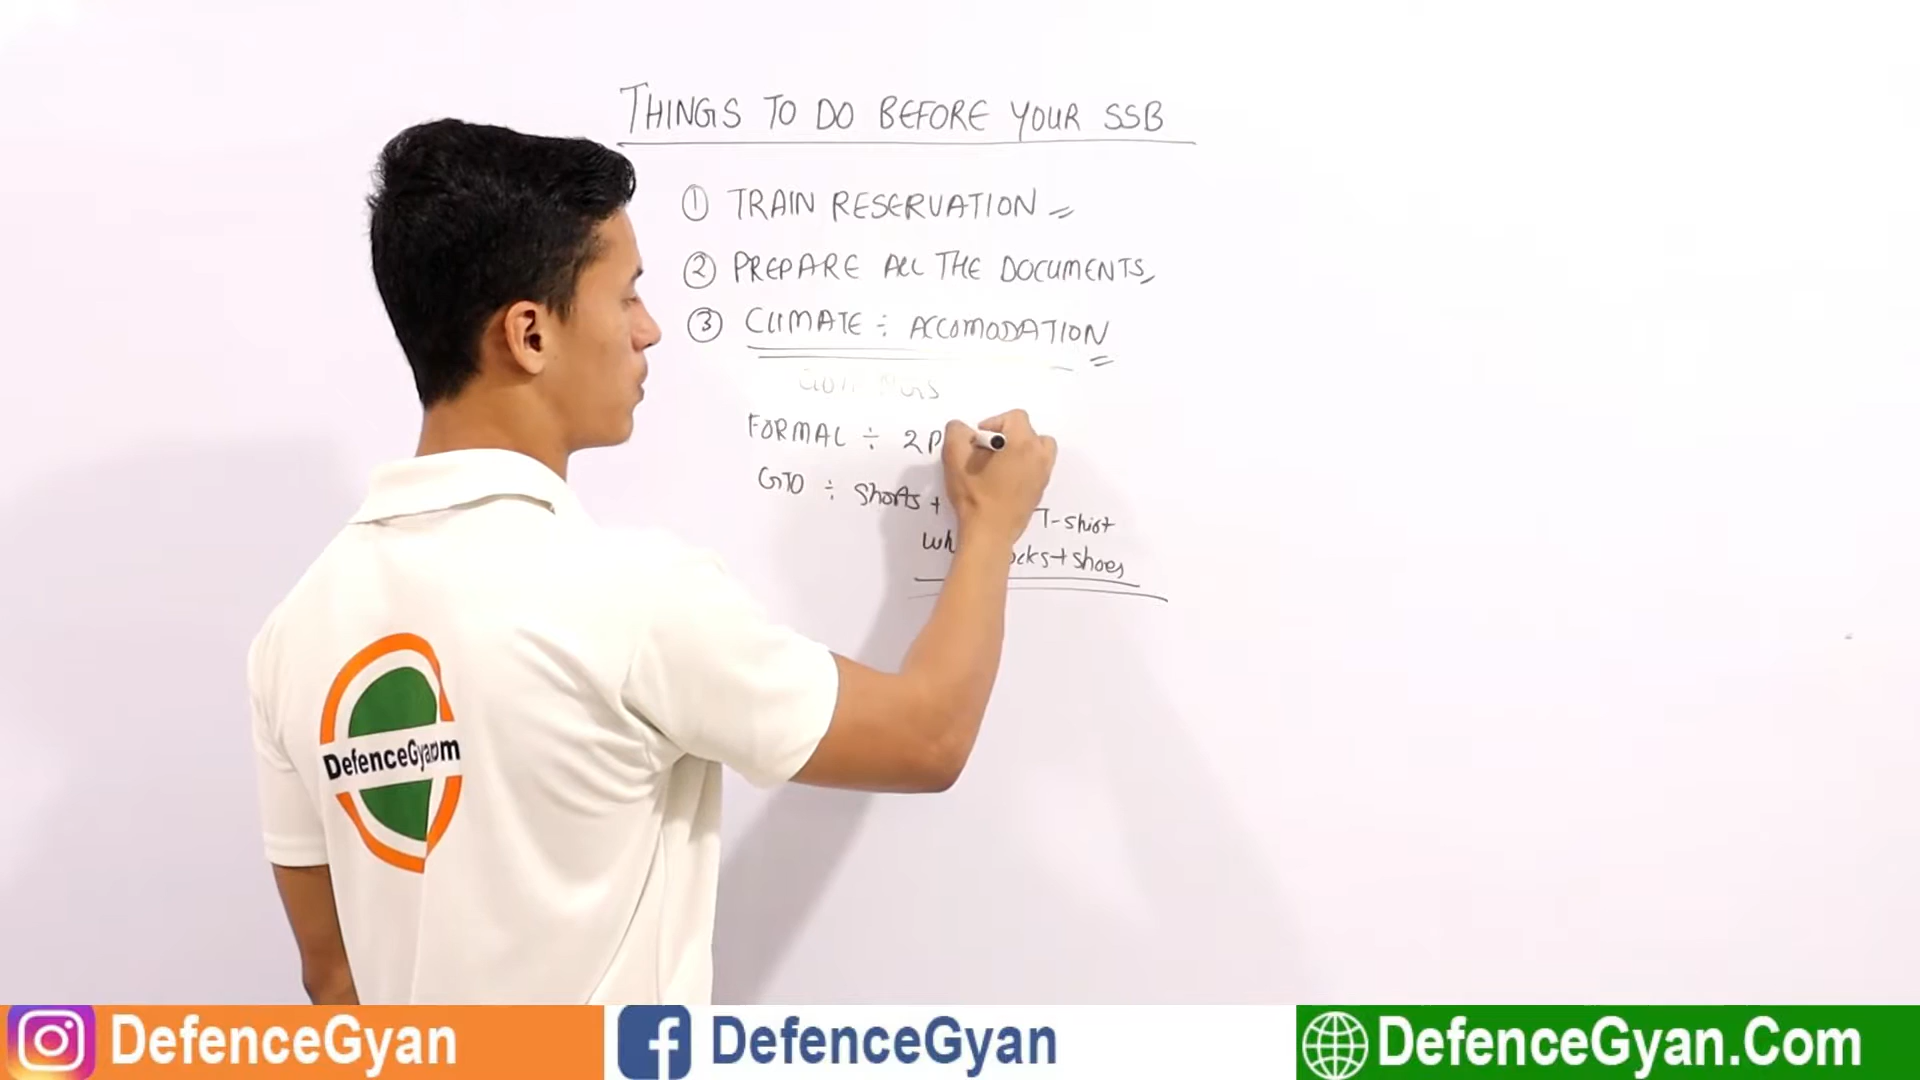 THINGS TO DO BEFORE YOUR SSB
① TRAIN RESERVATION
② PREPARE ALL THE DOCUMENTS
③ CLIMATE ÷ ACCOMODATION
FORMAL ÷ 2P
GTO ÷ Shorts + T-shirt
+ Shoes
DefenceGyan
DefenceGyan
DefenceGyan
DefenceGyan.Com